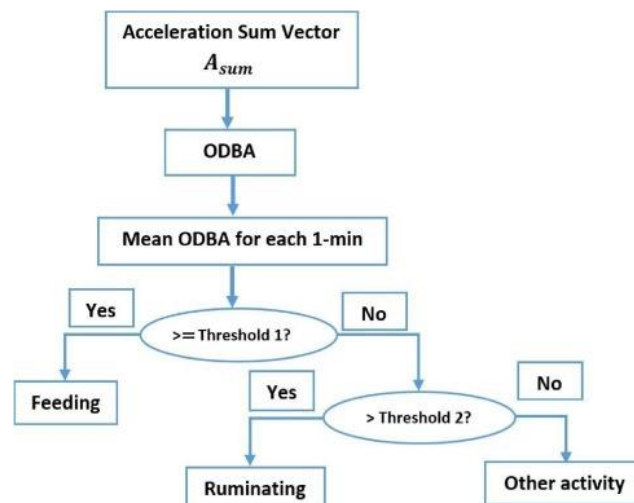 Acceleration Sum Vector
A_sum
ODBA
Mean ODBA for each 1-min
Yes
No
>= Threshold 1?
Feeding
Yes
No
> Threshold 2?
Ruminating
Other activity